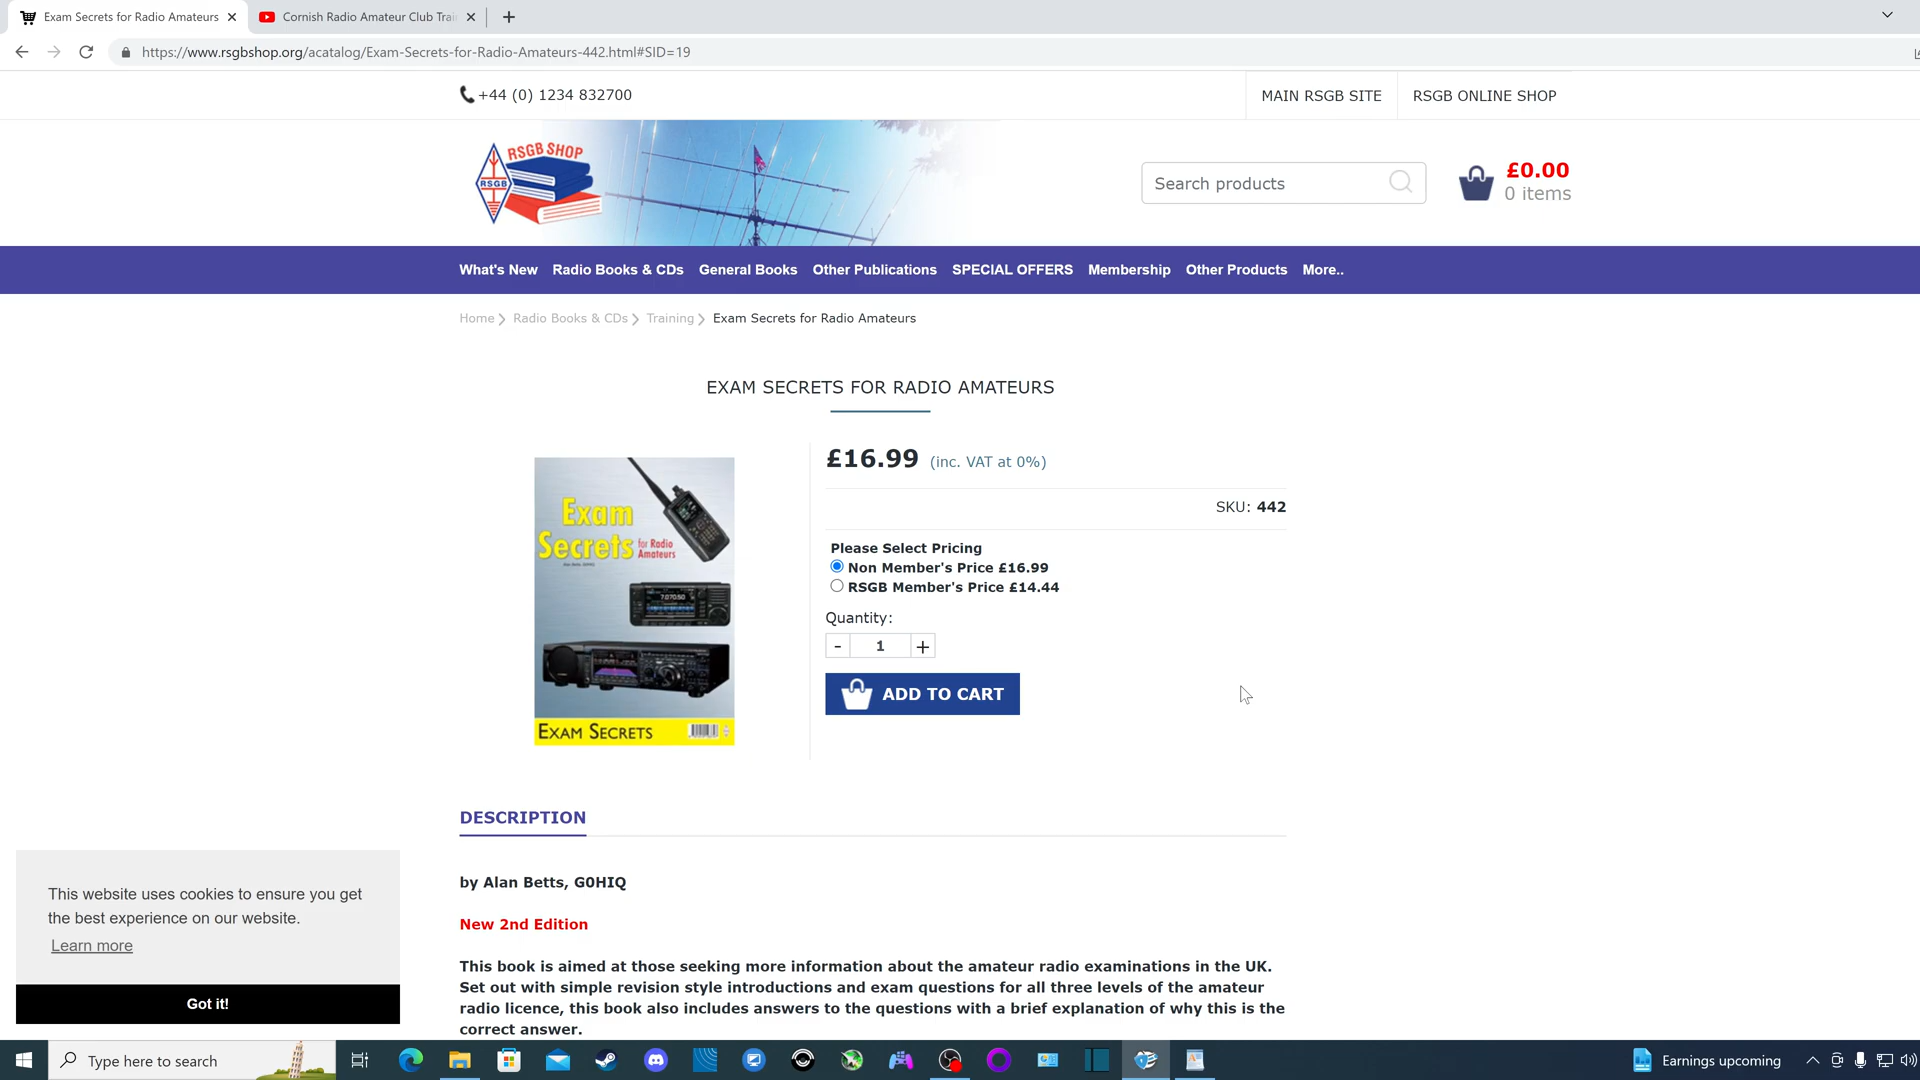 Exam Secrets for Radio Amateurs
Cornish Radio Amateur Club Trai
https://www.rsgbshop.org/acatalog/Exam-Secrets-for-Radio-Amateurs-442.html#SID=19
+44 (0) 1234 832700
MAIN RSGB SITE
RSGB ONLINE SHOP
RSGB SHOP
RSGB
Search products
£0.00
0 items
What's New Radio Books & CDs General Books Other Publications SPECIAL OFFERS Membership Other Products More..
Home Radio Books & CDs Training Exam Secrets for Radio Amateurs
EXAM SECRETS FOR RADIO AMATEURS
£16.99 (inc. VAT at 0%)
SKU: 442
Exam
Secrets for Radio Amateurs
7.070.50
EXAM SECRETS
Please Select Pricing
Non Member's Price £16.99
RSGB Member's Price £14.44
Quantity:
- 1 +
ADD TO CART
DESCRIPTION
by Alan Betts, G0HIQ
New 2nd Edition
This book is aimed at those seeking more information about the amateur radio examinations in the UK.
Set out with simple revision style introductions and exam questions for all three levels of the amateur
radio licence, this book also includes answers to the questions with a brief explanation of why this is the
correct answer.
This website uses cookies to ensure you get
the best experience on our website.
Learn more
Got it!
Type here to search
Earnings upcoming